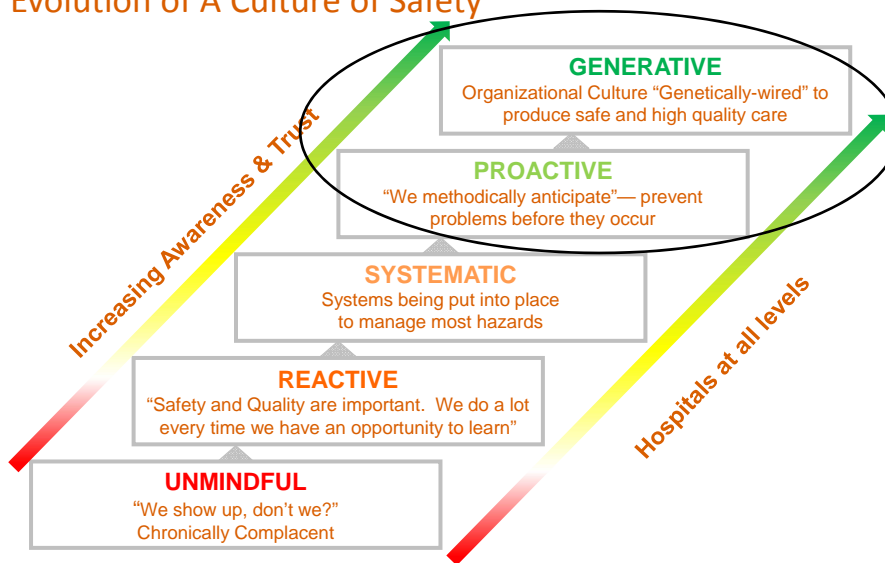 Evolution of A Culture of Safety
GENERATIVE
Organizational Culture “Genetically-wired” to
produce safe and high quality care
PROACTIVE
“We methodically anticipate”— prevent
problems before they occur
SYSTEMATIC
Systems being put into place
to manage most hazards
REACTIVE
“Safety and Quality are important. We do a lot
every time we have an opportunity to learn”
UNMINDFUL
“We show up, don’t we?”
Chronically Complacent
Increasing Awareness & Trust
Hospitals at all levels